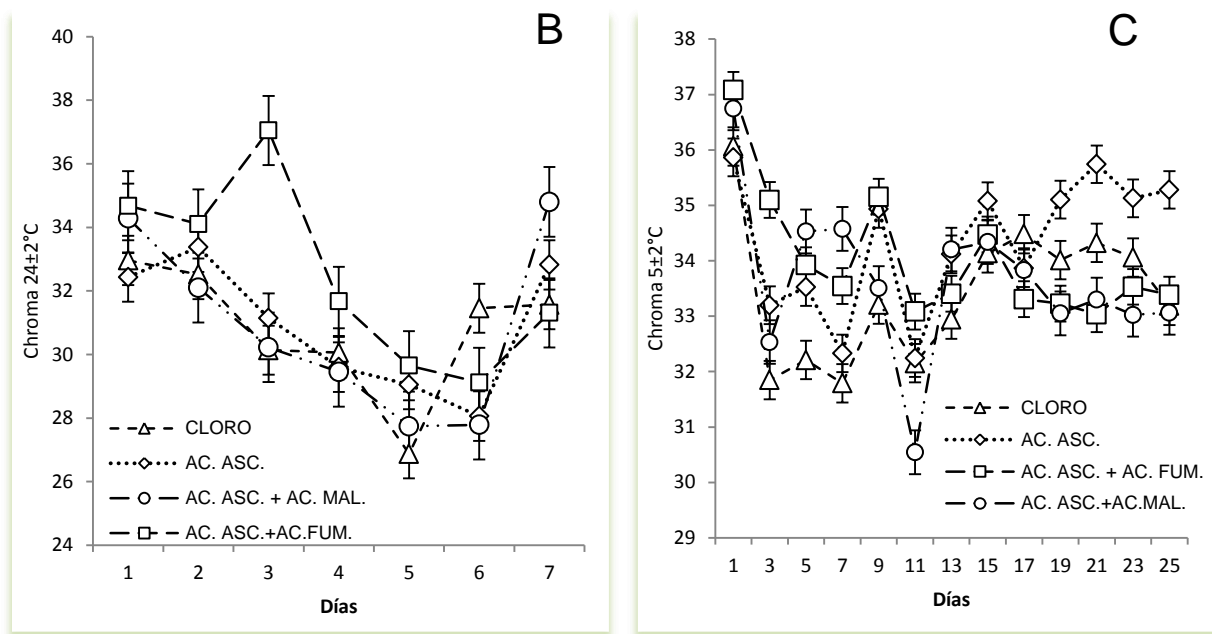 B
40
38
36
34
32
30
28
26
24
Chroma 24±2°C
CLORO
AC. ASC.
AC. ASC. + AC. MAL.
AC. ASC.+AC.FUM.
1 2 3 4 5 6 7
Días
C
38
37
36
35
34
33
32
31
30
29
Chroma 5±2°C
CLORO
AC. ASC.
AC. ASC. + AC. FUM.
AC. ASC.+AC.MAL.
1 3 5 7 9 11 13 15 17 19 21 23 25
Días